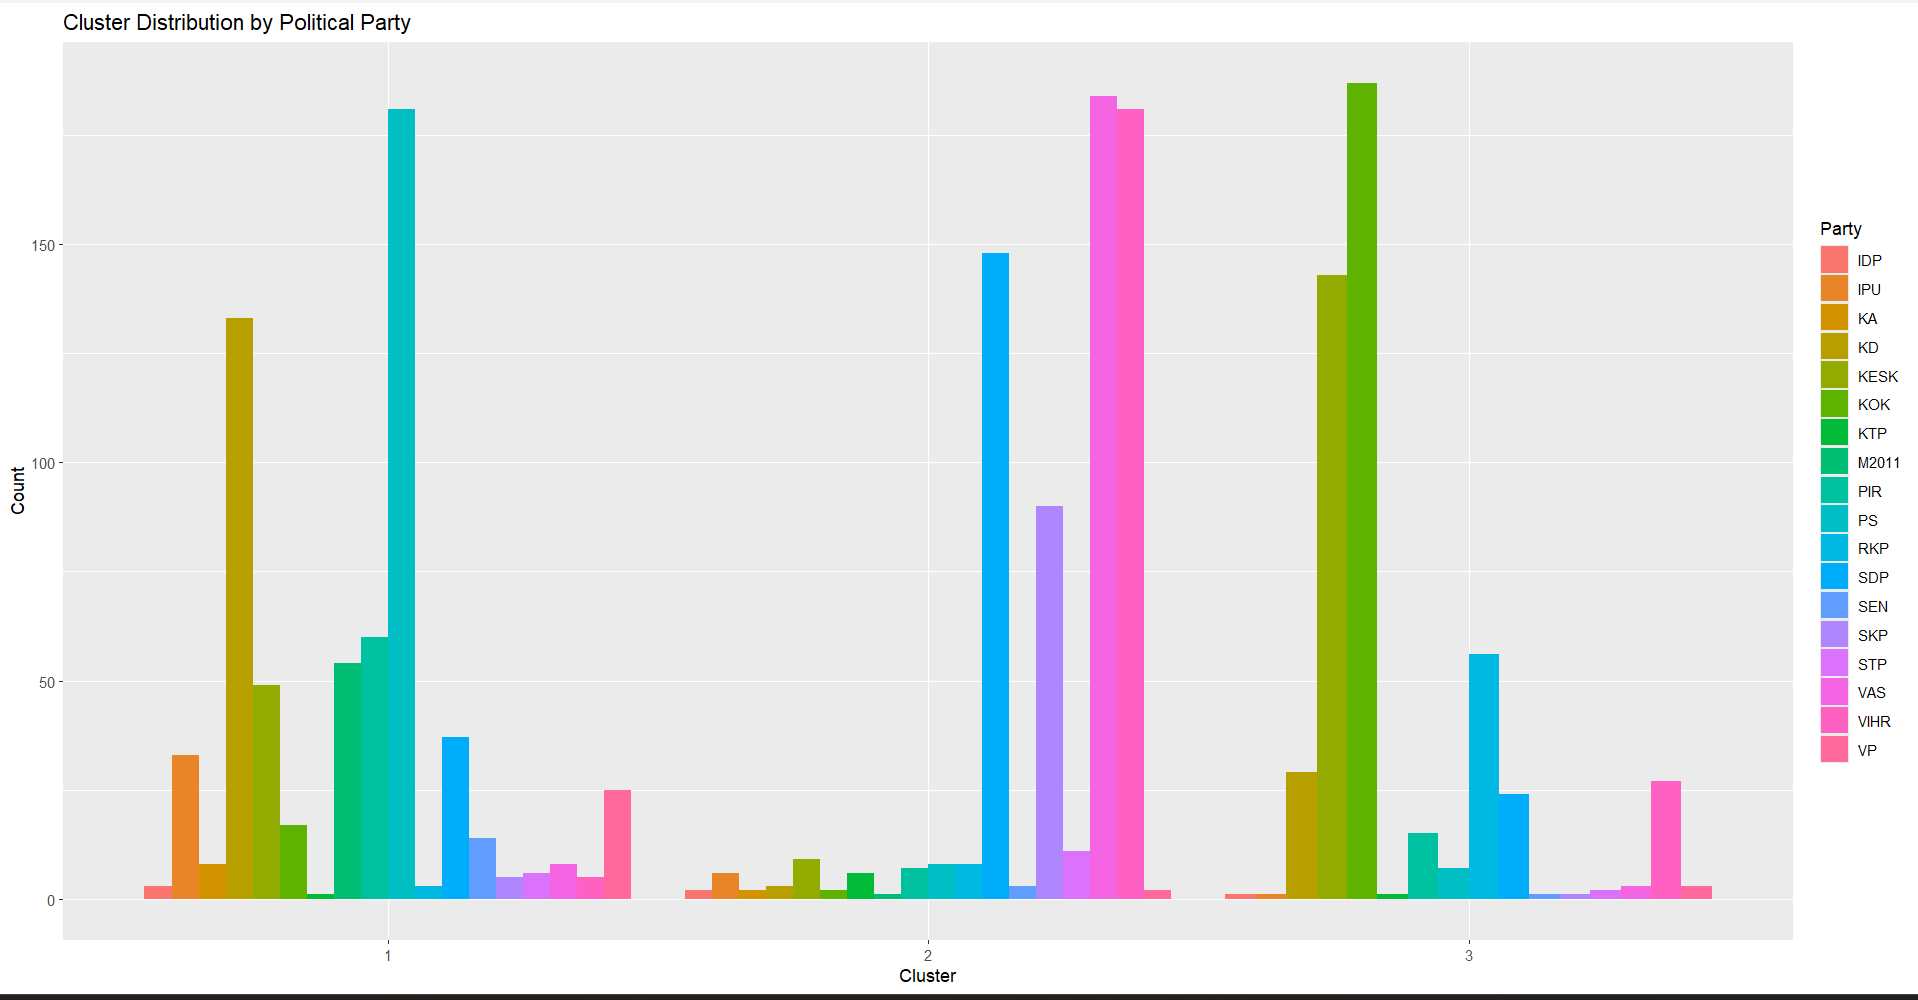 Cluster Distribution by Political Party
Count
150
100
50
0
1
2
3
Cluster
Party
IDP
IPU
KA
KD
KESK
KOK
KTP
M2011
PIR
PS
RKP
SDP
SEN
SKP
STP
VAS
VIHR
VP